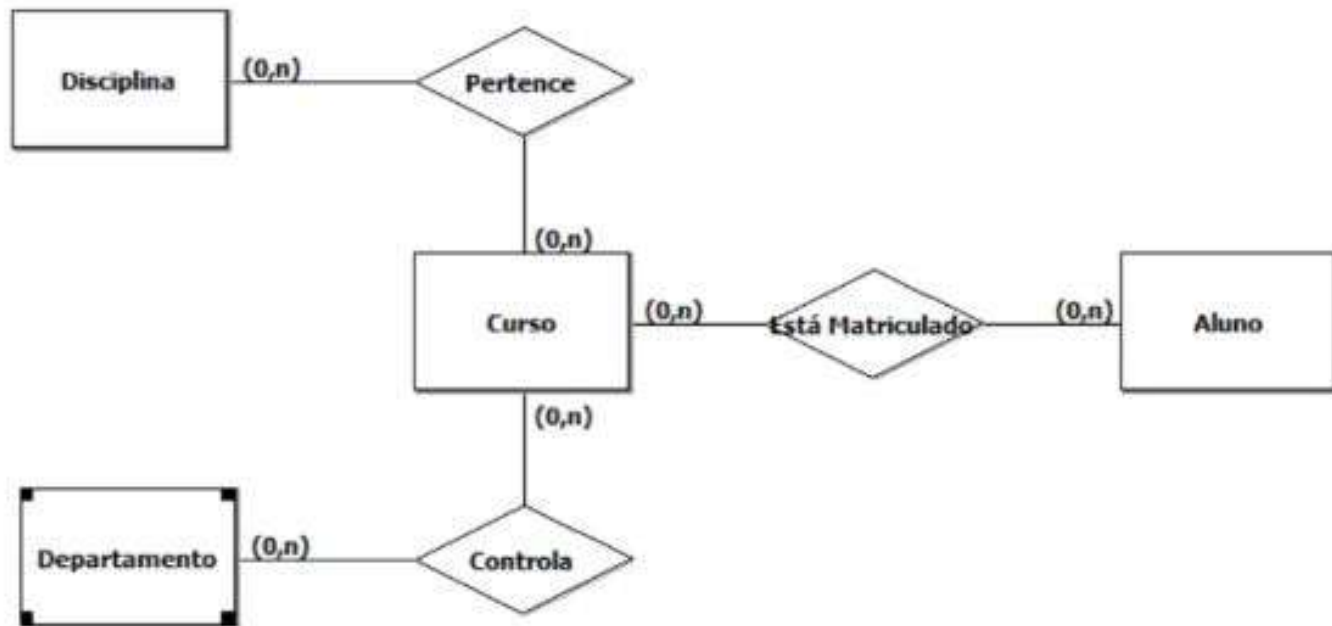 Disciplina
(0,n)
Pertence
(0,n)
Curso
(0,n)
Está Matriculado
(0,n)
Aluno
(0,n)
Departamento
(0,n)
Controla